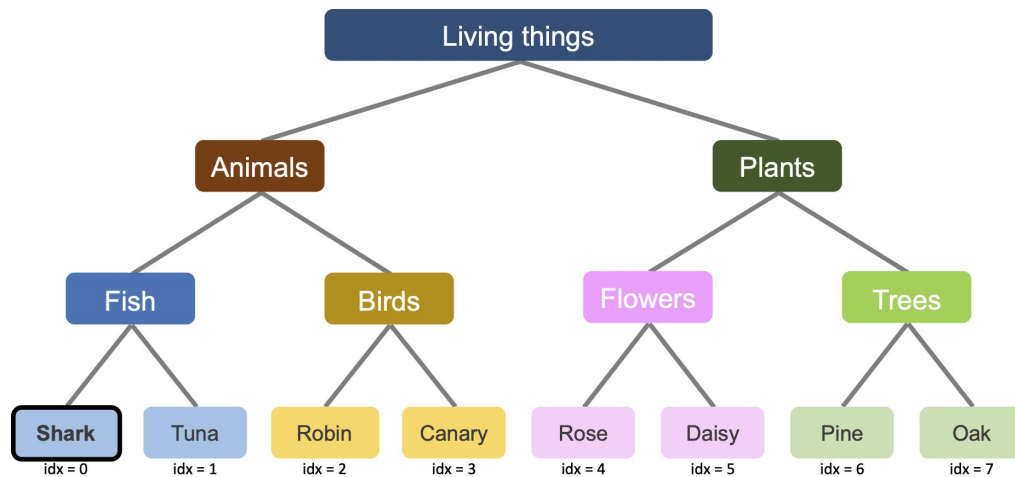 Living things
Animals Plants
Fish Birds Flowers Trees
Shark Tuna Robin Canary Rose Daisy Pine Oak
idx = 0 idx = 1 idx = 2 idx = 3 idx = 4 idx = 5 idx = 6 idx = 7